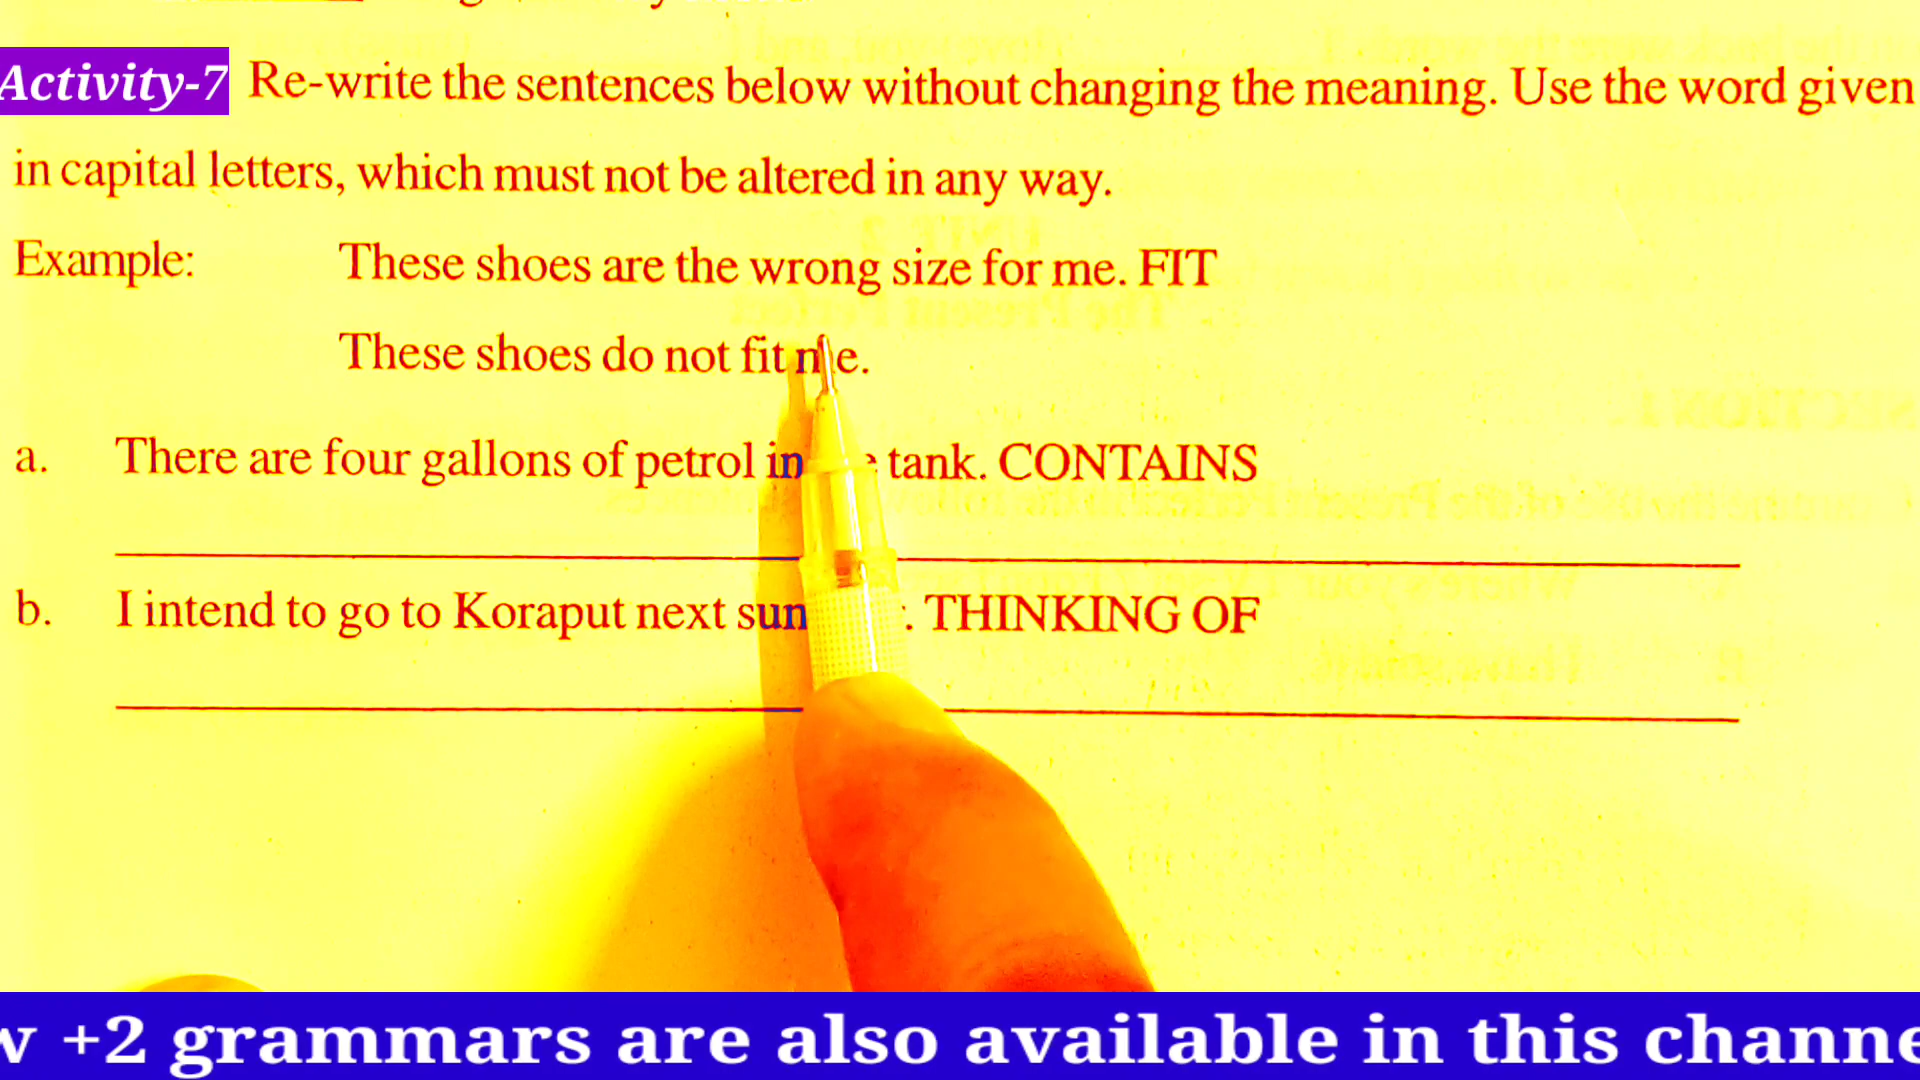 Activity-7 Re-write the sentences below without changing the meaning. Use the word given
in capital letters, which must not be altered in any way.
Example: These shoes are the wrong size for me. FIT
These shoes do not fit me.
a. There are four gallons of petrol in tank. CONTAINS
b. I intend to go to Koraput next THINKING OF
+2 grammars are also available in this